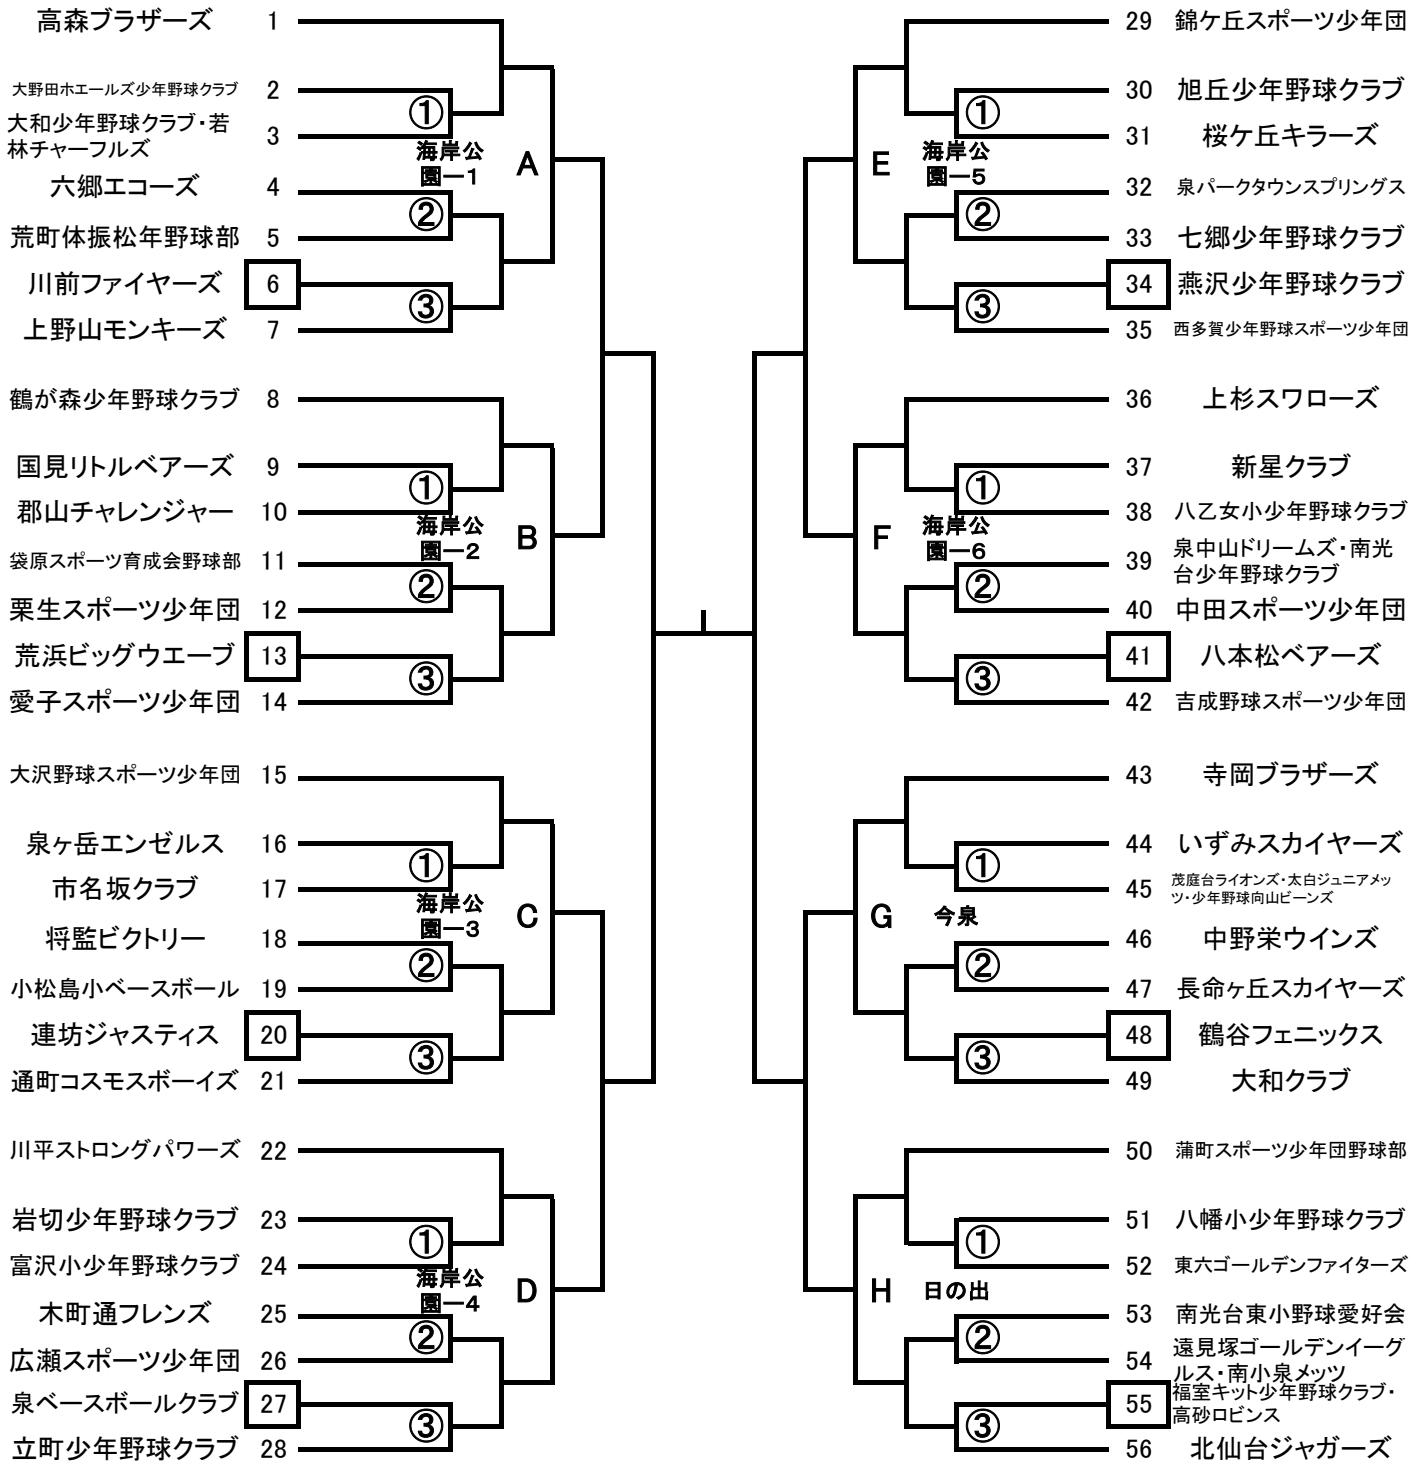 高森ブラザーズ 1
大野田ホエールズ少年野球クラブ 2
①
大和少年野球クラブ・若
林チャーフルズ 3
海岸公
園ー1
A
六郷エコーズ 4
②
荒町体振松年野球部 5
川前ファイヤーズ 6
③
上野山モンキーズ 7
鶴が森少年野球クラブ 8
国見リトルベアーズ 9
①
郡山チャレンジャー 10
海岸公
園ー2
B
袋原スポーツ育成会野球部 11
②
栗生スポーツ少年団 12
荒浜ビッグウエーブ 13
③
愛子スポーツ少年団 14
大沢野球スポーツ少年団 15
泉ヶ岳エンゼルス 16
①
市名坂クラブ 17
海岸公
園ー3
C
将監ビクトリー 18
②
小松島小ベースボール 19
連坊ジャスティス 20
③
通町コスモスボーイズ 21
川平ストロングパワーズ 22
岩切少年野球クラブ 23
①
富沢小少年野球クラブ 24
海岸公
園ー4
D
木町通フレンズ 25
②
広瀬スポーツ少年団 26
泉ベースボールクラブ 27
③
立町少年野球クラブ 28
29 錦ケ丘スポーツ少年団
30 旭丘少年野球クラブ
①
31 桜ケ丘キラーズ
E
海岸公
園ー5
32 泉パークタウンスプリングス
②
33 七郷少年野球クラブ
34 燕沢少年野球クラブ
③
35 西多賀少年野球スポーツ少年団
36 上杉スワローズ
37 新星クラブ
①
38 八乙女小少年野球クラブ
F
海岸公
園ー6
39 泉中山ドリームズ・南光
台少年野球クラブ
②
40 中田スポーツ少年団
41 八本松ベアーズ
③
42 吉成野球スポーツ少年団
43 寺岡ブラザーズ
44 いずみスカイヤーズ
①
45 茂庭台ライオンズ・太白ジュニアメッ
ツ・少年野球向山ビーンズ
G 今泉
46 中野栄ウインズ
②
47 長命ヶ丘スカイヤーズ
48 鶴谷フェニックス
③
49 大和クラブ
50 蒲町スポーツ少年団野球部
51 八幡小少年野球クラブ
①
52 東六ゴールデンファイターズ
H 日の出
53 南光台東小野球愛好会
②
54 遠見塚ゴールデンイーグ
ルス・南小泉メッツ
55 福室キット少年野球クラブ・
高砂ロビンス
③
56 北仙台ジャガーズ